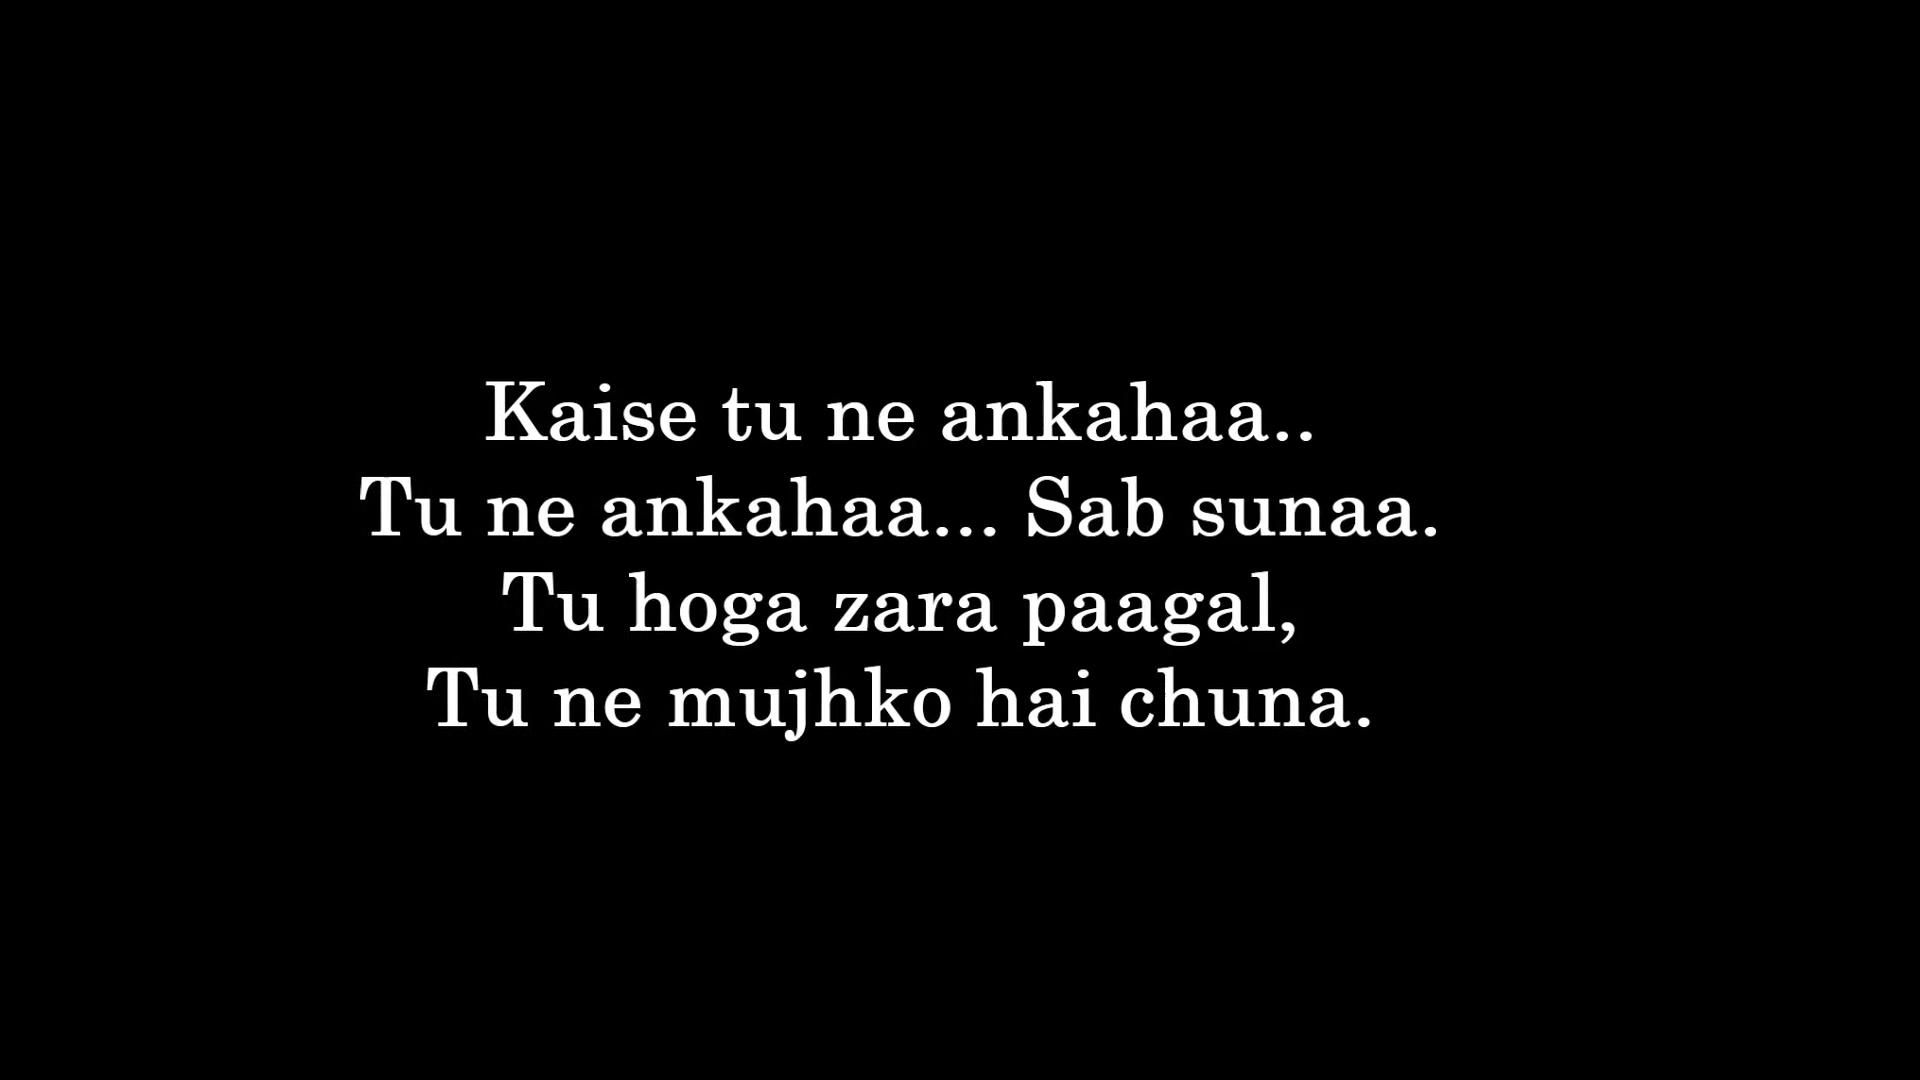 Kaise tu ne ankahaa..
Tu ne ankahaa... Sab sunaa.
Tu hoga zara paagal,
Tu ne mujhko hai chuna.